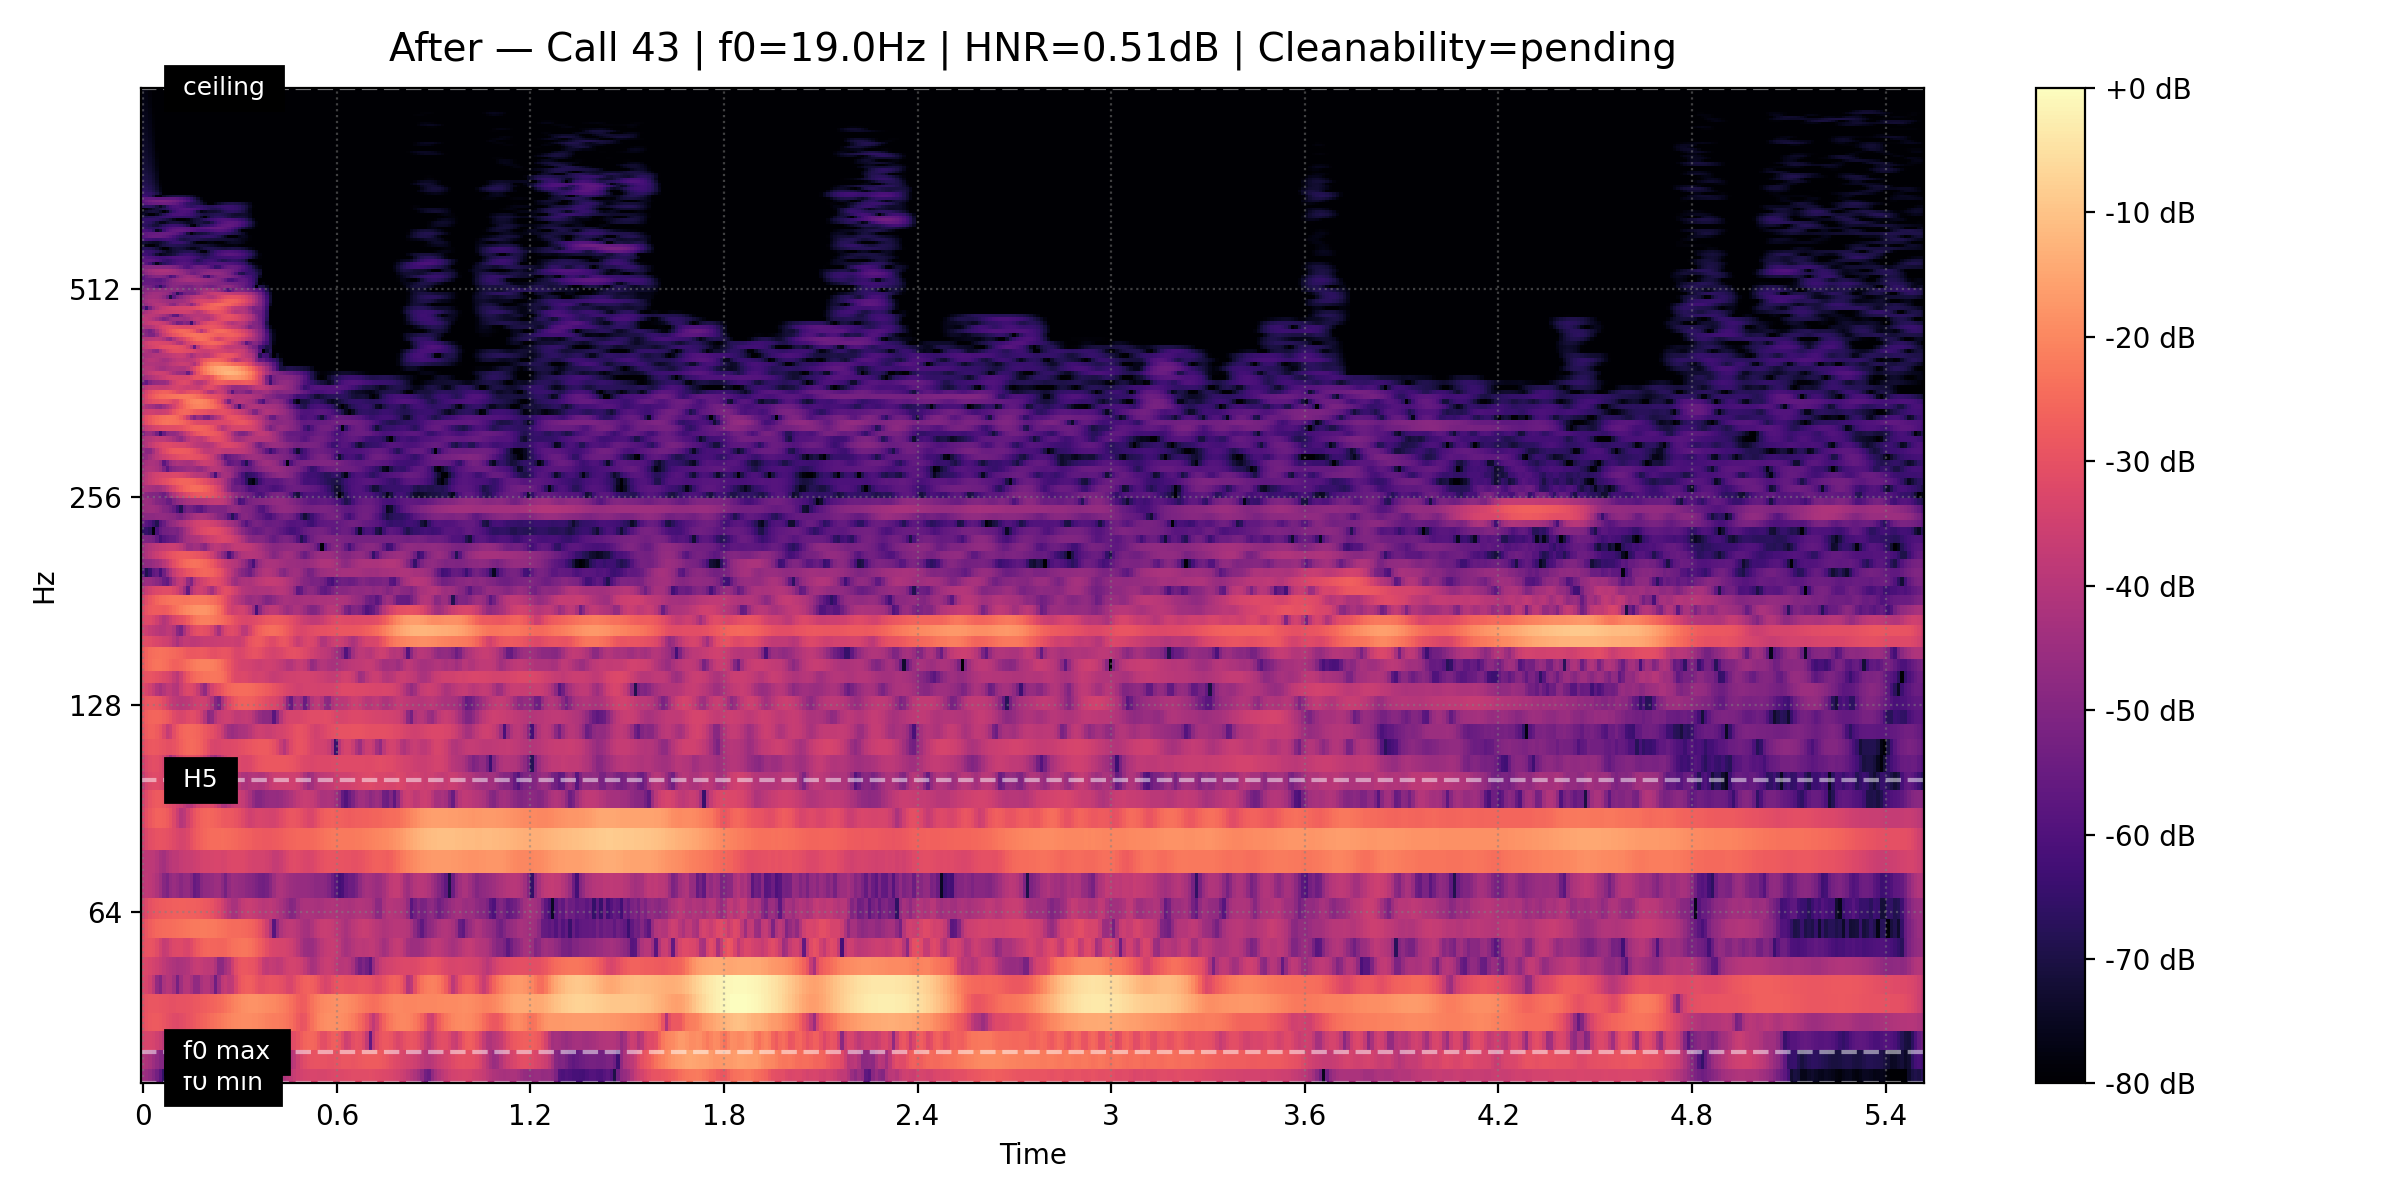 After — Call 43 | f0=19.0Hz | HNR=0.51dB | Cleanability=pending
ceiling
512
256
128
64
Hz
H5
f0 max
f0 min
0 0.6 1.2 1.8 2.4 3 3.6 4.2 4.8 5.4
Time
+0 dB
-10 dB
-20 dB
-30 dB
-40 dB
-50 dB
-60 dB
-70 dB
-80 dB